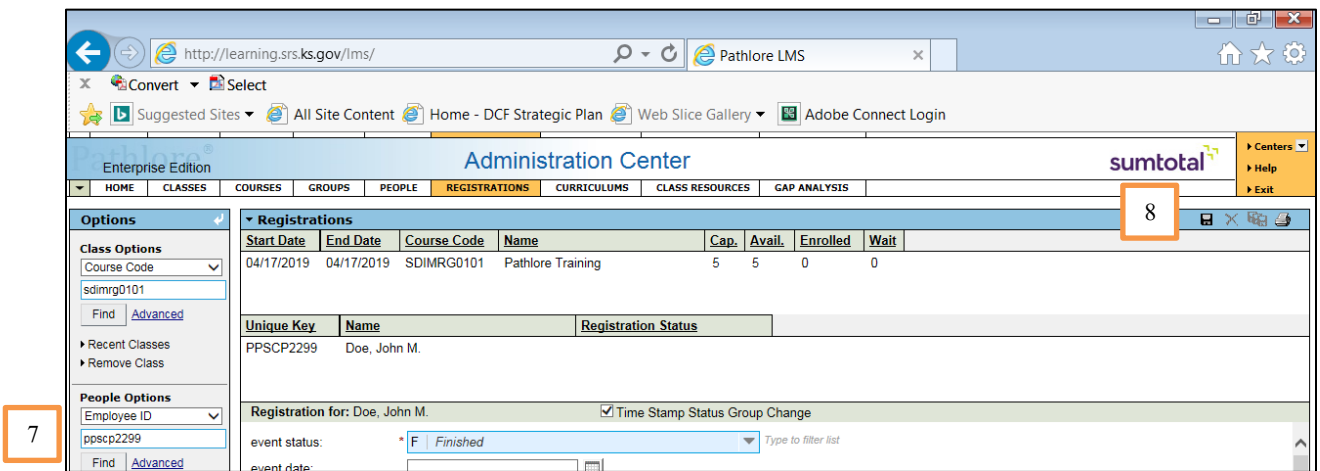 http://learning.srs.ks.gov/lms/ Pathlore LMS ×
x Convert Select
Suggested Sites All Site Content Home - DCF Strategic Plan Web Slice Gallery Adobe Connect Login
Pathlore®
Enterprise Edition Administration Center sumtotal
Centers
Help
Exit
HOME CLASSES COURSES GROUPS PEOPLE REGISTRATIONS CURRICULUMS CLASS RESOURCES GAP ANALYSIS
8
Options
Class Options
Course Code
sdimrg0101
Find Advanced
Recent Classes
Remove Class
People Options
Employee ID
7
ppscp2299
Find Advanced
Registrations
Start Date End Date Course Code Name Cap. Avail. Enrolled Wait
04/17/2019 04/17/2019 SDIMRG0101 Pathlore Training 5 5 0 0
Unique Key Name Registration Status
PPSCP2299 Doe, John M.
Registration for: Doe, John M. Time Stamp Status Group Change
event status: * F Finished Type to filter list
event date: